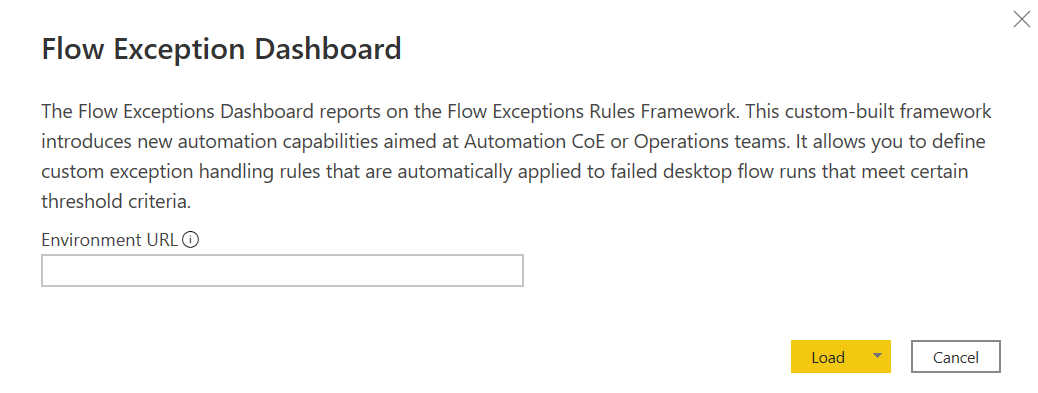 Flow Exception Dashboard
The Flow Exceptions Dashboard reports on the Flow Exceptions Rules Framework. This custom-built framework
introduces new automation capabilities aimed at Automation CoE or Operations teams. It allows you to define
custom exception handling rules that are automatically applied to failed desktop flow runs that meet certain
threshold criteria.
Environment URL
Load
Cancel